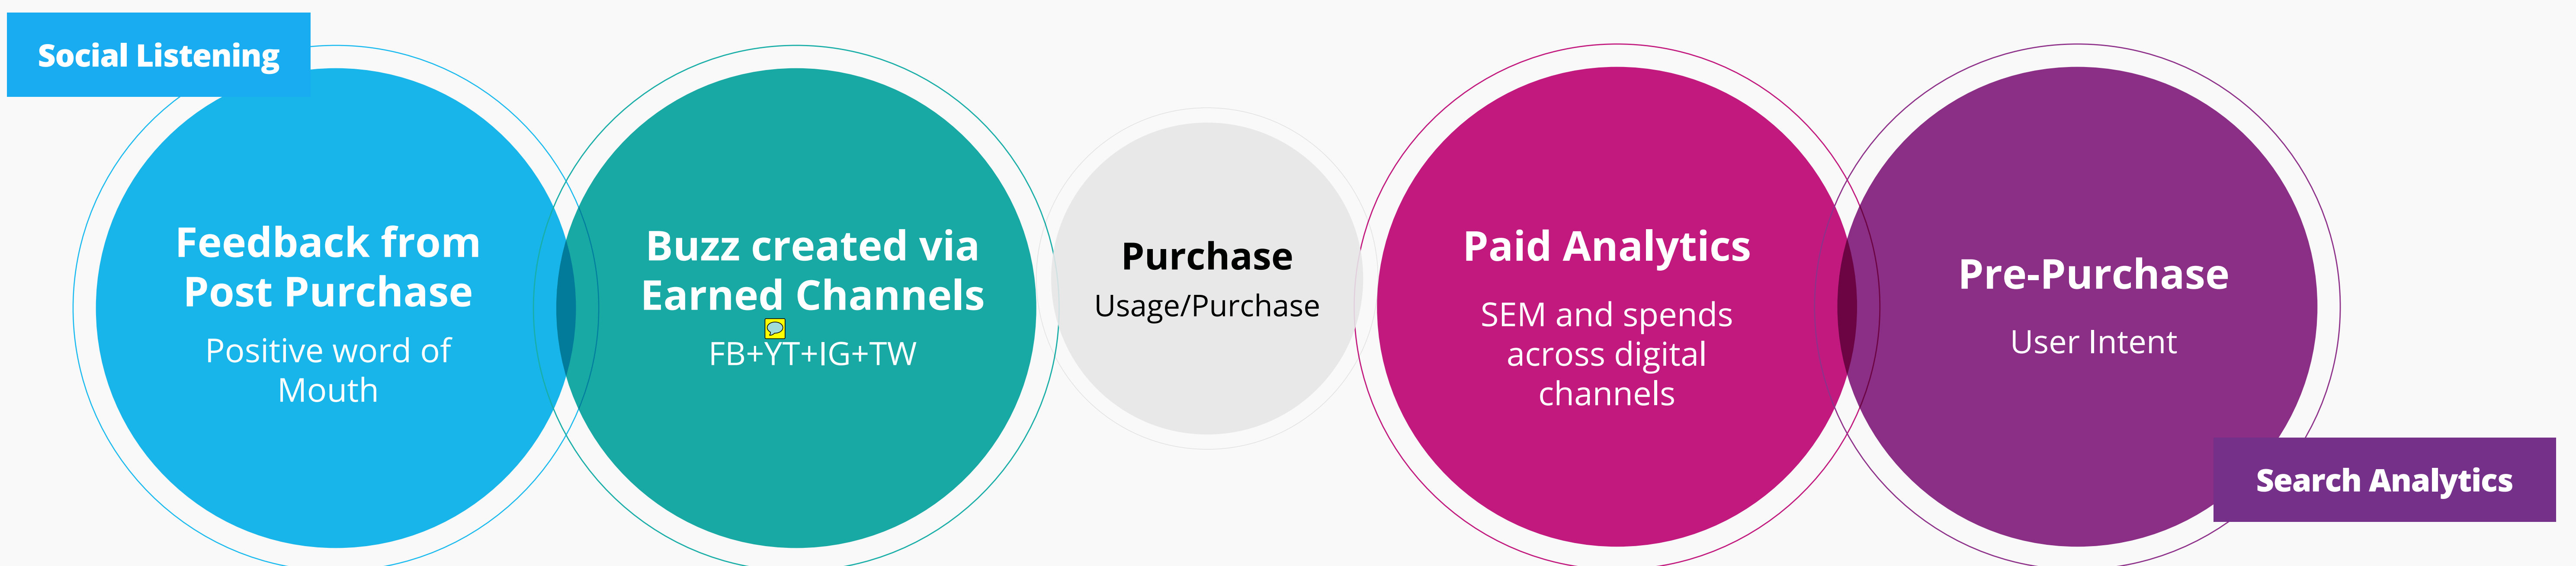 Social Listening
Feedback from
Post Purchase
Positive word of
Mouth
Buzz created via
Earned Channels
FB+YT+IG+TW
Purchase
Usage/Purchase
Paid Analytics
SEM and spends
across digital
channels
Pre-Purchase
User Intent
Search Analytics